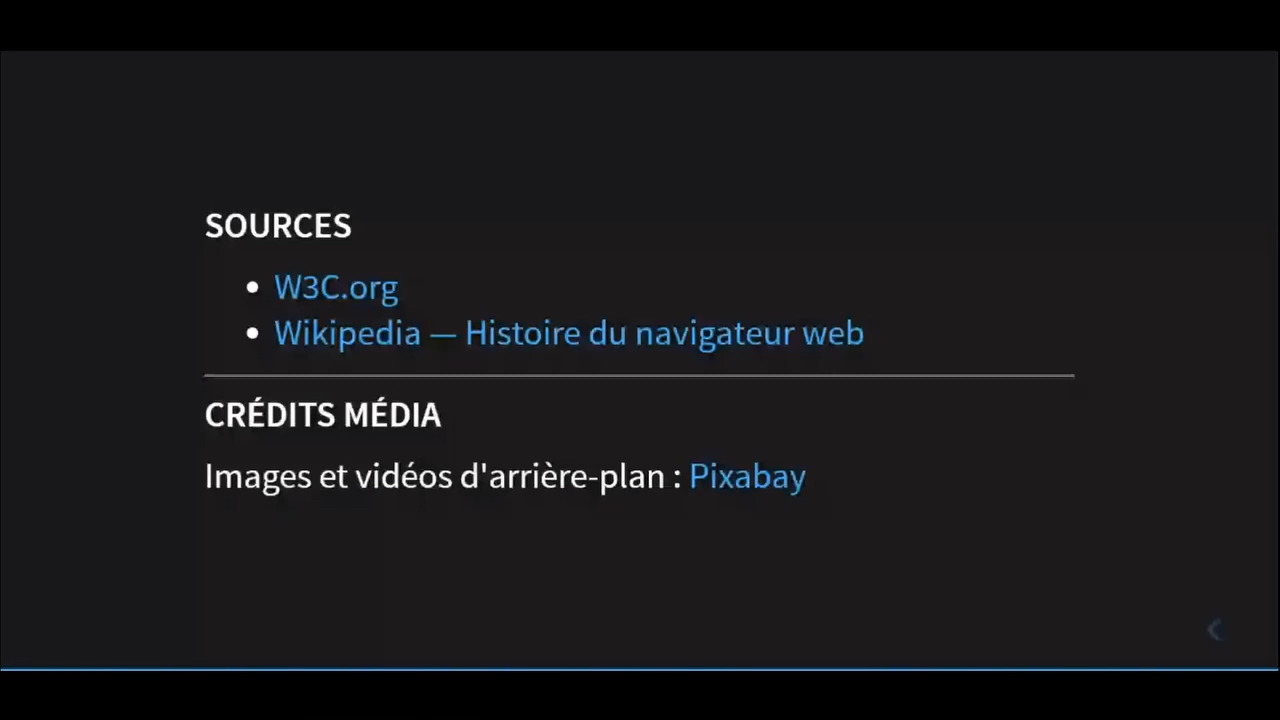 SOURCES
• W3C.org
• Wikipedia — Histoire du navigateur web
CRÉDITS MÉDIA
Images et vidéos d'arrière-plan : Pixabay